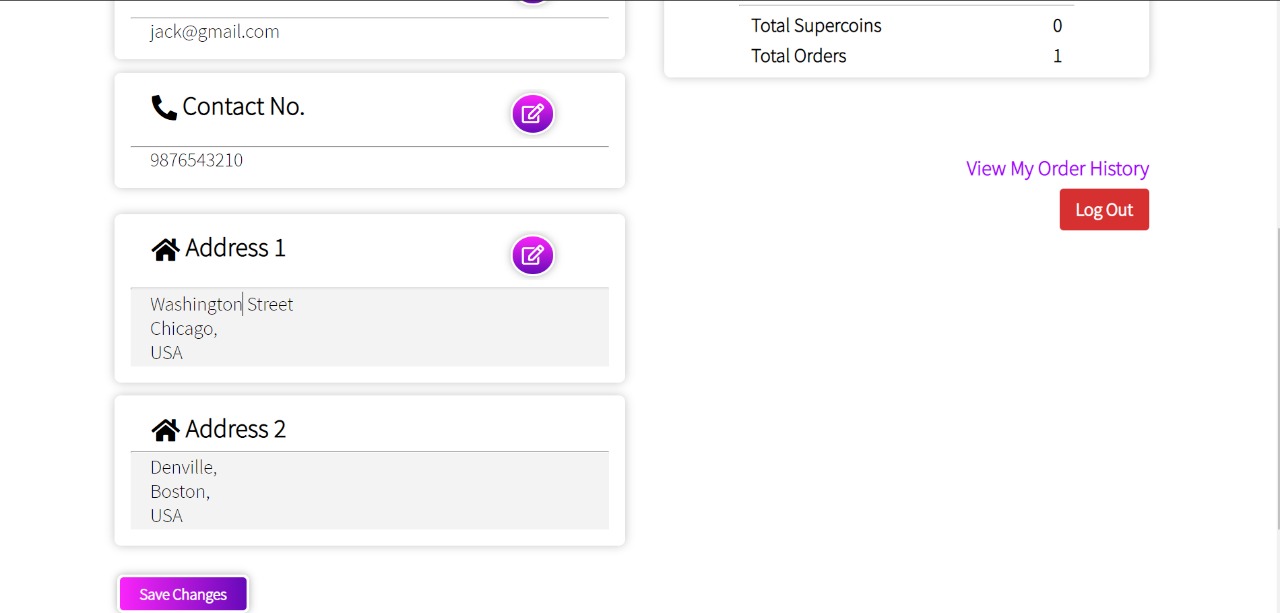 jack@gmail.com
Contact No.
9876543210
Address 1
Washington Street
Chicago,
USA
Address 2
Denville,
Boston,
USA
Save Changes
Total Supercoins 0
Total Orders 1
View My Order History
Log Out